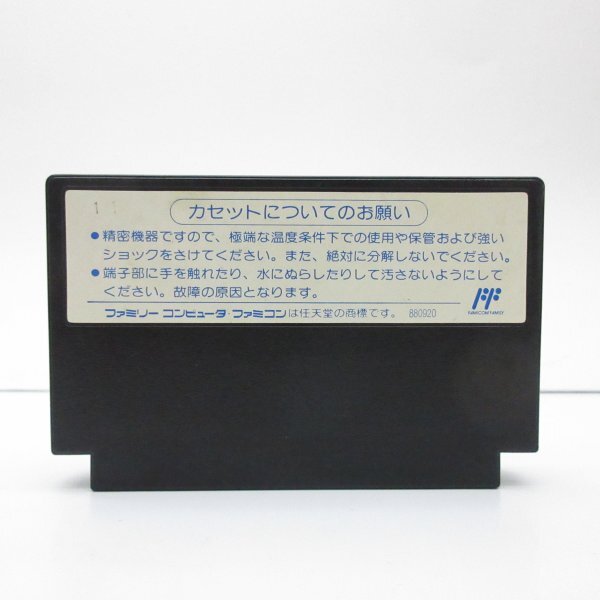 1 1
カセットについてのお願い
●精密機器ですので、極端な温度条件下での使用や保管および強い
ショックをさけてください。また、絶対に分解しないでください。
●端子部に手を触れたり、水にぬらしたりして汚さないようにして
ください。故障の原因となります。
ファミリーコンピュータ・ファミコンは任天堂の商標です。 880920
FF
FAMICOM FAMILY